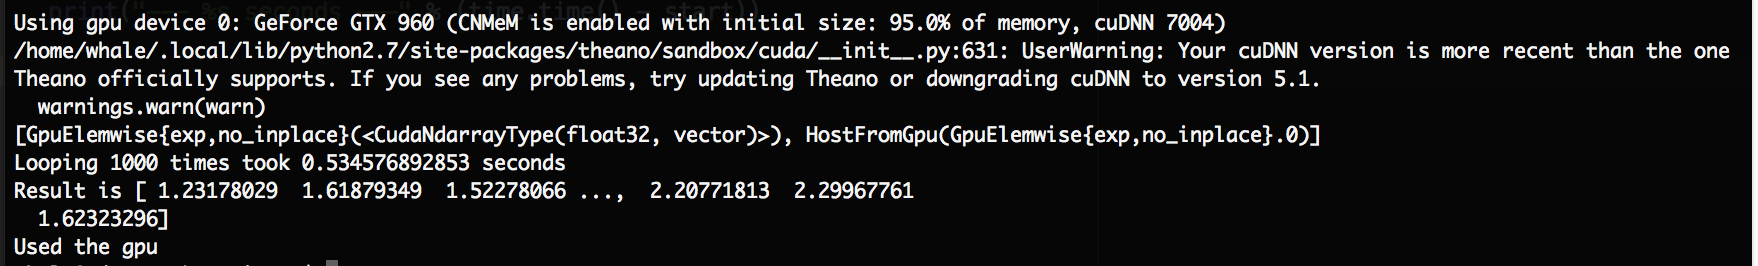 print("--- %s seconds ---" % (time.time() - start))
Using gpu device 0: GeForce GTX 960 (CNMeM is enabled with initial size: 95.0% of memory, cuDNN 7004)
/home/whale/.local/lib/python2.7/site-packages/theano/sandbox/cuda/__init__.py:631: UserWarning: Your cuDNN version is more recent than the one
Theano officially supports. If you see any problems, try updating Theano or downgrading cuDNN to version 5.1.
  warnings.warn(warn)
[GpuElemwise{exp,no_inplace}(<CudaNdarrayType(float32, vector)>), HostFromGpu(GpuElemwise{exp,no_inplace}.0)]
Looping 1000 times took 0.534576892853 seconds
Result is [ 1.23178029  1.61879349  1.52278066 ...,  2.20771813  2.29967761
  1.62323296]
Used the gpu